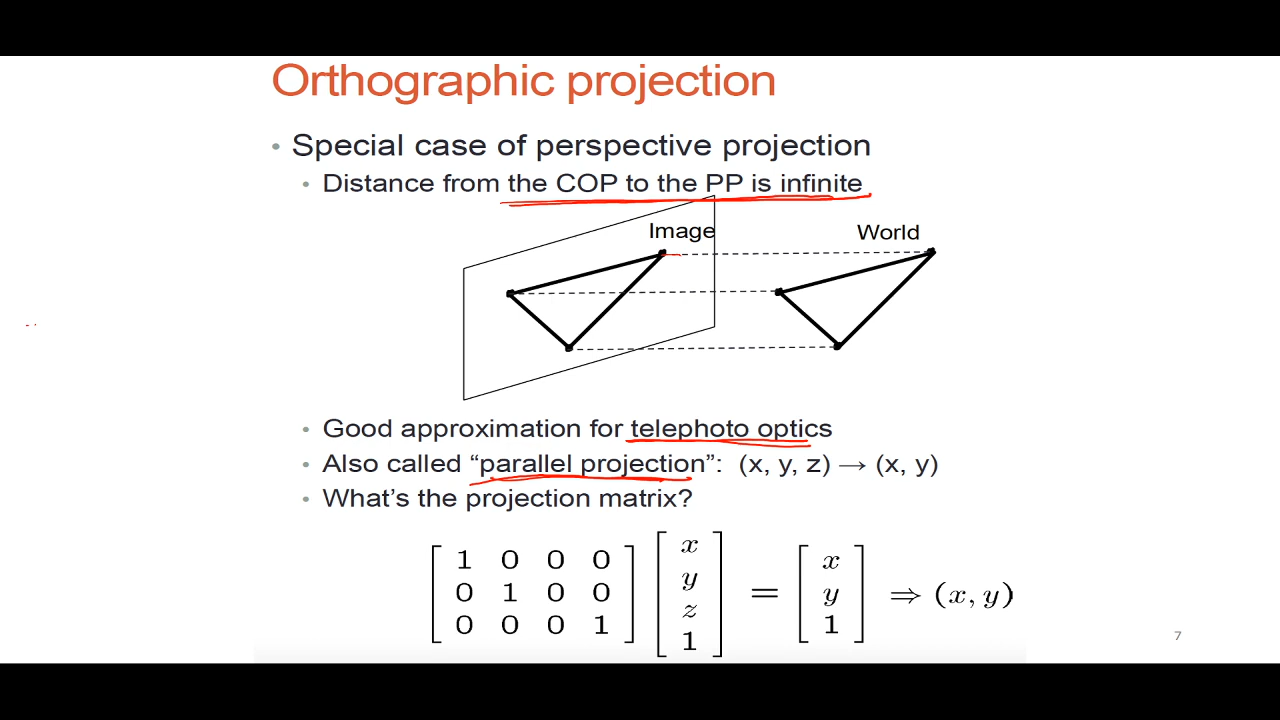 Orthographic projection
• Special case of perspective projection
• Distance from the COP to the PP is infinite
Image
World
• Good approximation for telephoto optics
• Also called “parallel projection”: (x, y, z) → (x, y)
• What’s the projection matrix?
[ 1 0 0 0 ] [ x ] [ x ]
[ 0 1 0 0 ] [ y ] = [ y ] ⇒ (x, y)
[ 0 0 0 1 ] [ z ] [ 1 ]
[ 1 ]
7